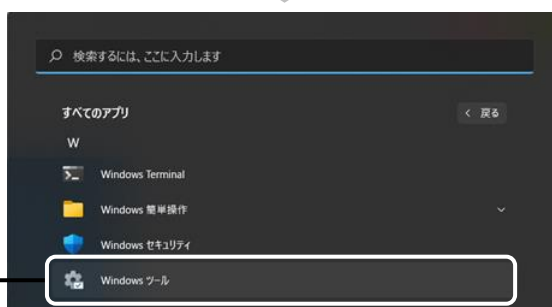 検索するには、ここに入力します
すべてのアプリ
< 戻る
W
Windows Terminal
Windows 簡単操作
Windows セキュリティ
Windows ツール